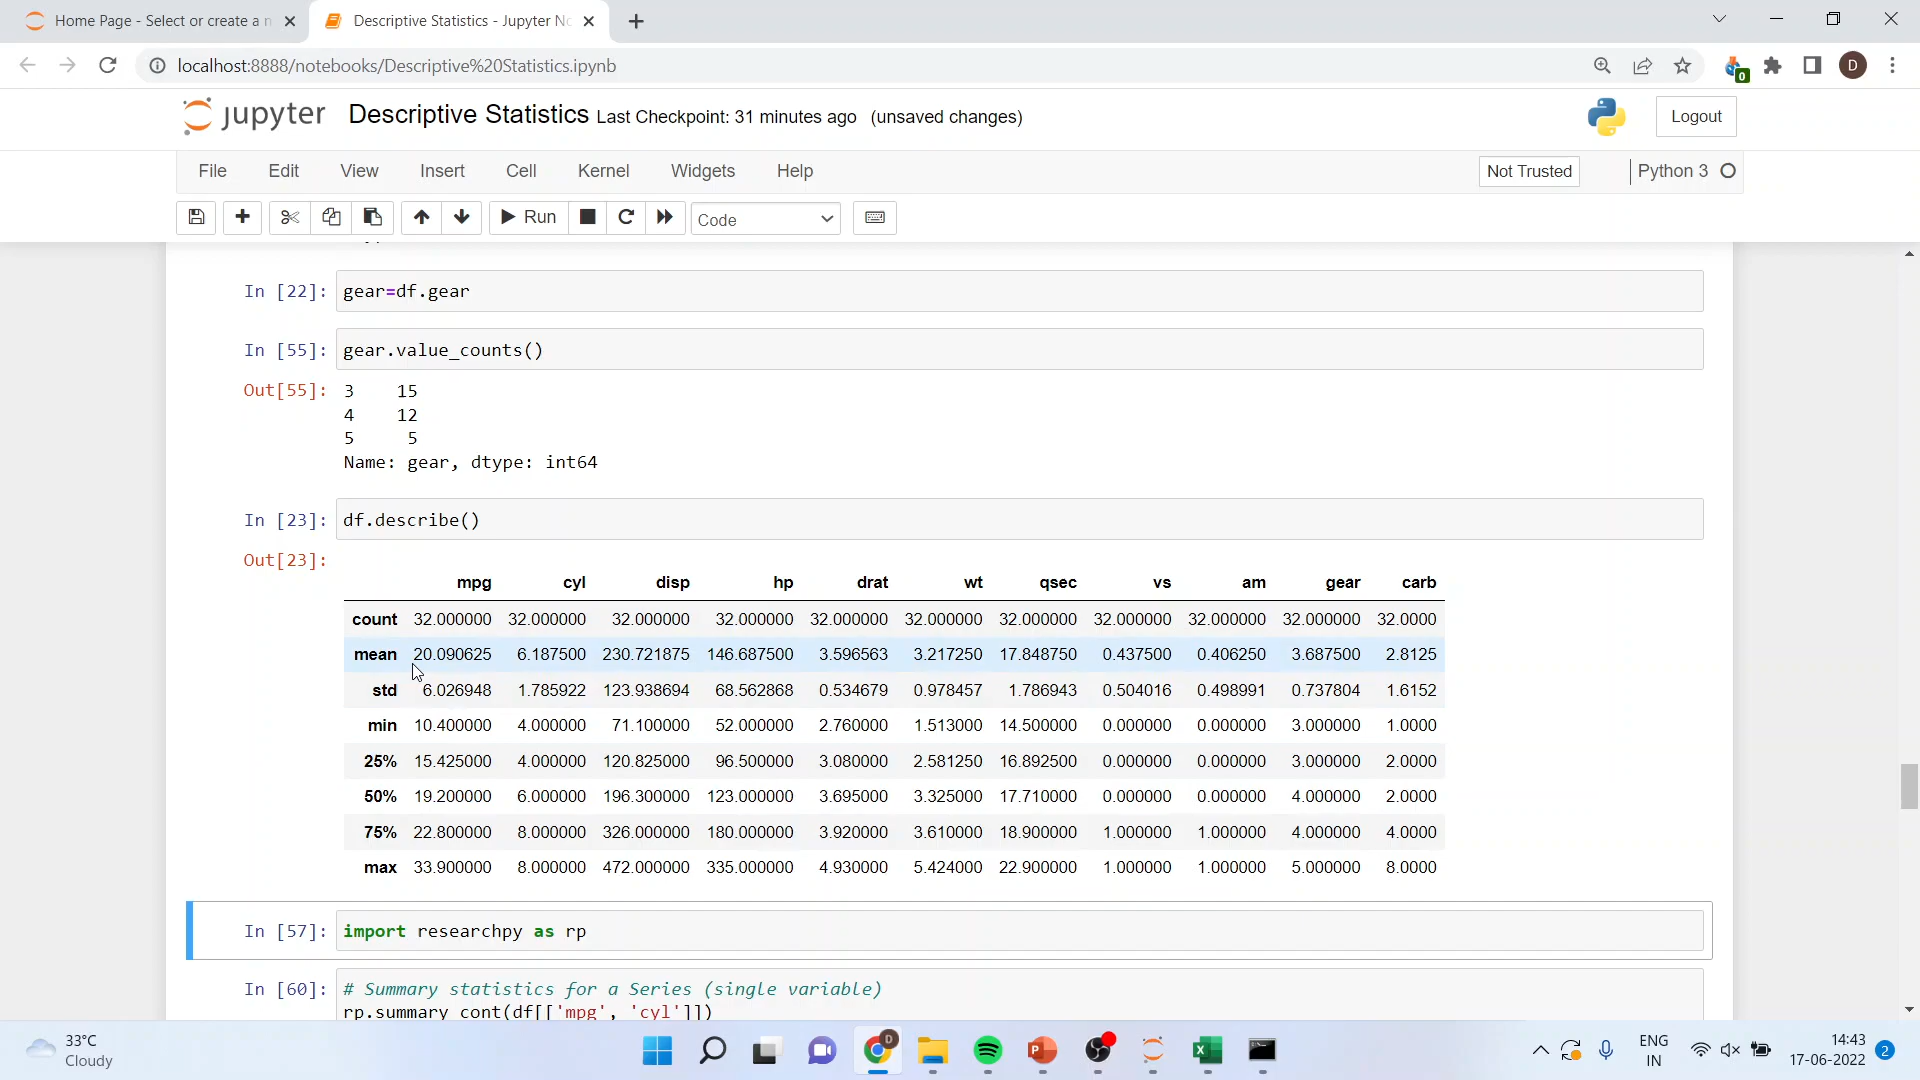 Home Page - Select or create a n
Descriptive Statistics - Jupyter No
localhost:8888/notebooks/Descriptive%20Statistics.ipynb
0
D
jupyter
Descriptive Statistics Last Checkpoint: 31 minutes ago (unsaved changes)
Logout
File Edit View Insert Cell Kernel Widgets Help
Not Trusted
Python 3
Run
Code
In [22]: gear=df.gear
In [55]: gear.value_counts()
Out[55]: 3 15
4 12
5 5
Name: gear, dtype: int64
In [23]: df.describe()
Out[23]:
mpg cyl disp hp drat wt qsec vs am gear carb
count 32.000000 32.000000 32.000000 32.000000 32.000000 32.000000 32.000000 32.000000 32.000000 32.000000 32.0000
mean 20.090625 6.187500 230.721875 146.687500 3.596563 3.217250 17.848750 0.437500 0.406250 3.687500 2.8125
std 6.026948 1.785922 123.938694 68.562868 0.534679 0.978457 1.786943 0.504016 0.498991 0.737804 1.6152
min 10.400000 4.000000 71.100000 52.000000 2.760000 1.513000 14.500000 0.000000 0.000000 3.000000 1.0000
25% 15.425000 4.000000 120.825000 96.500000 3.080000 2.581250 16.892500 0.000000 0.000000 3.000000 2.0000
50% 19.200000 6.000000 196.300000 123.000000 3.695000 3.325000 17.710000 0.000000 0.000000 4.000000 2.0000
75% 22.800000 8.000000 326.000000 180.000000 3.920000 3.610000 18.900000 1.000000 1.000000 4.000000 4.0000
max 33.900000 8.000000 472.000000 335.000000 4.930000 5.424000 22.900000 1.000000 1.000000 5.000000 8.0000
In [57]: import researchpy as rp
In [60]: # Summary statistics for a Series (single variable)
rp.summary_cont(df[['mpg', 'cyl']])
33°C
Cloudy
D
ENG
IN
14:43
17-06-2022
2